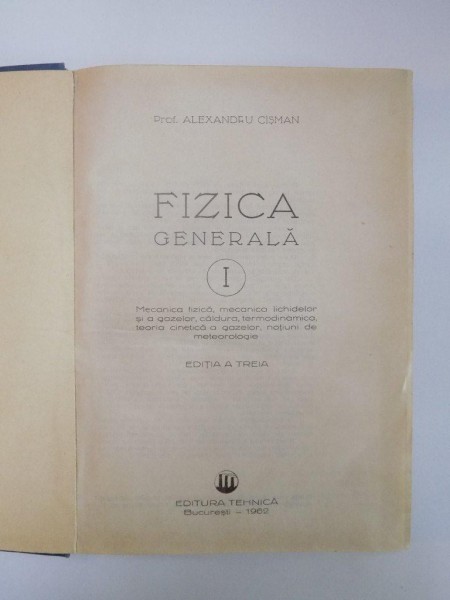 Prof. ALEXANDRU CIȘMAN
FIZICA
GENERALĂ
I
Mecanica fizică, mecanica lichidelor
și a gazelor, căldura, termodinamica,
teoria cinetică a gazelor, noțiuni de
meteorologie
EDIȚIA A TREIA
EDITURA TEHNICĂ
București – 1962